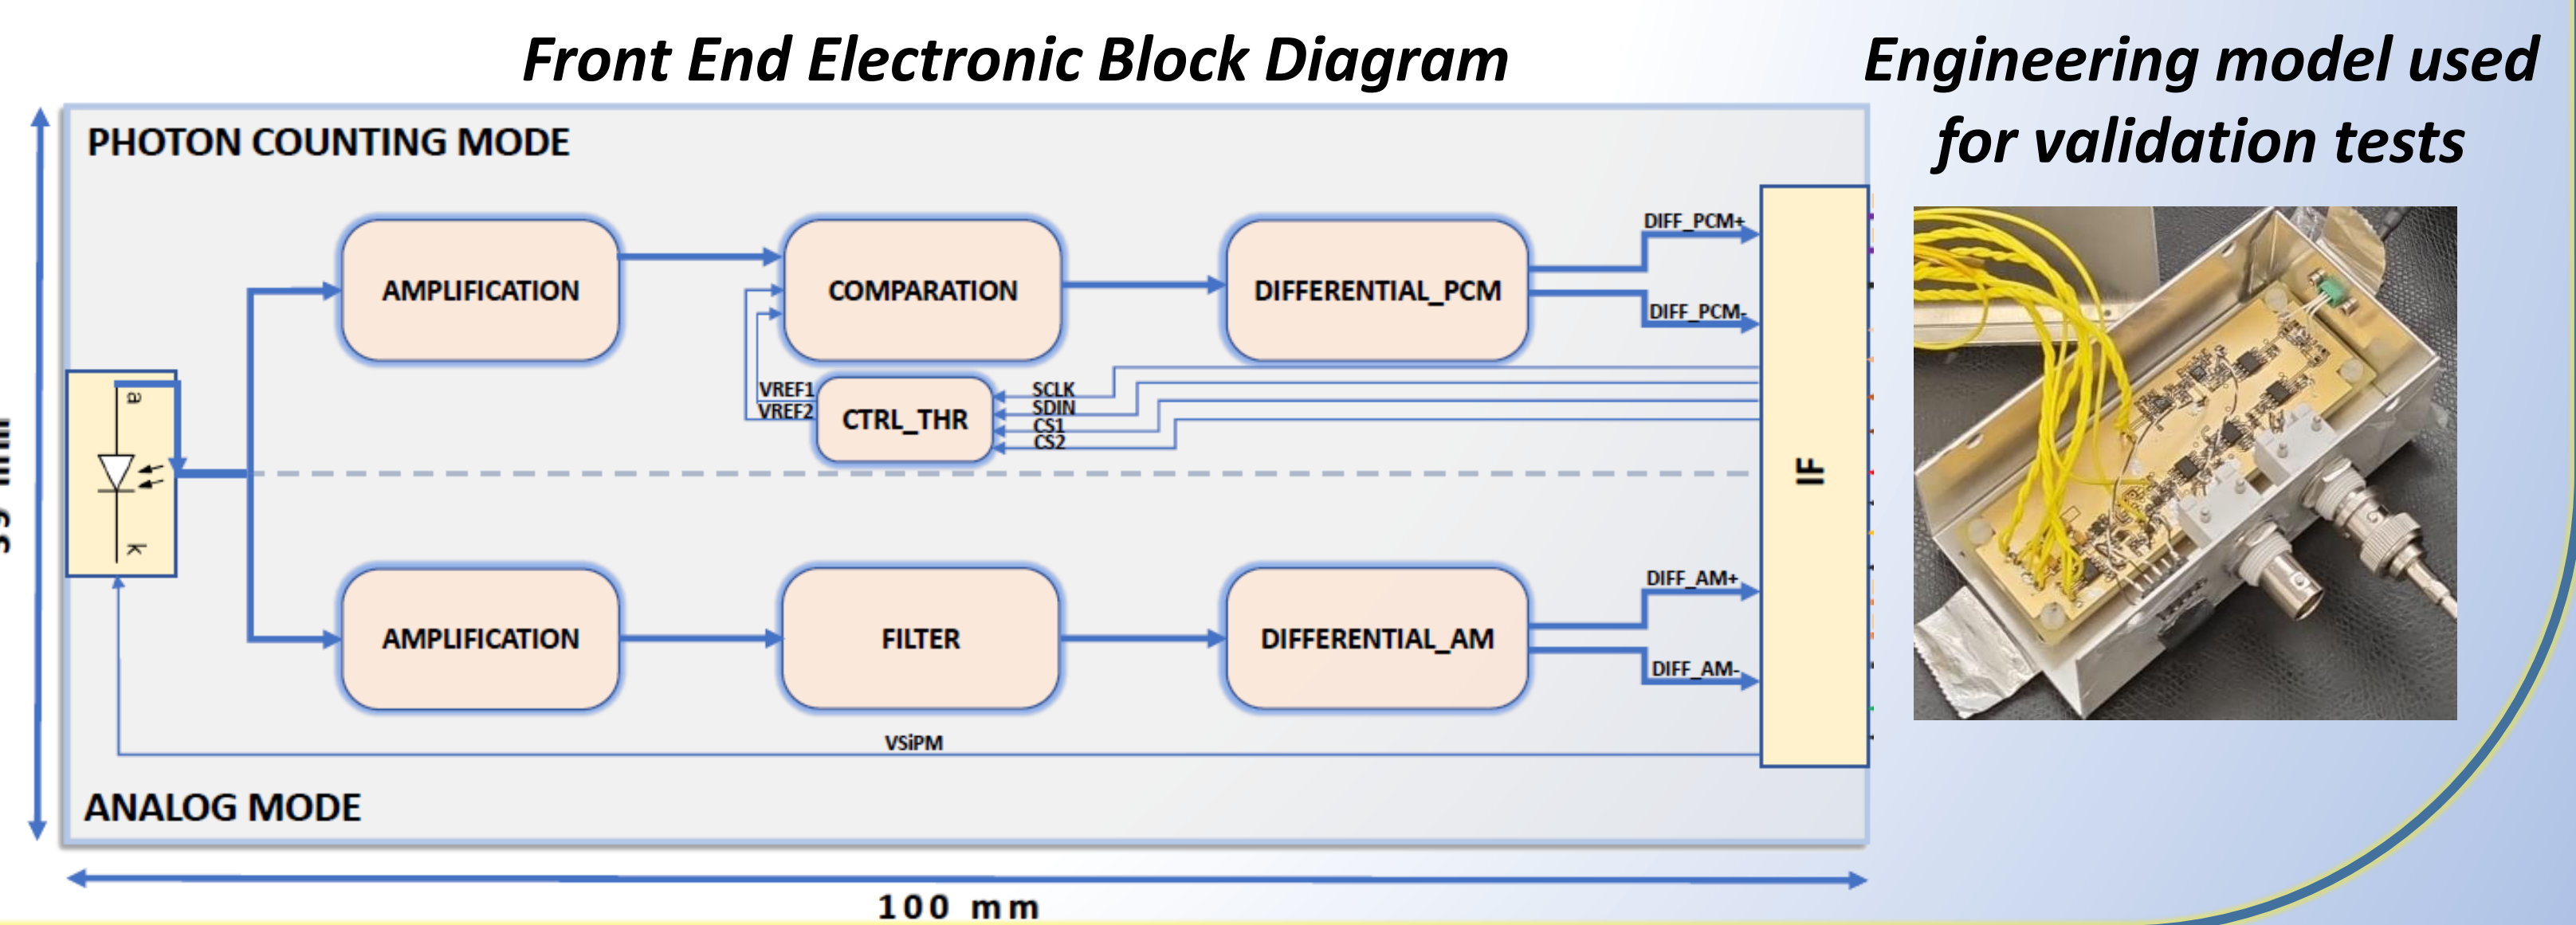 Front End Electronic Block Diagram
Engineering model used
for validation tests
PHOTON COUNTING MODE
AMPLIFICATION
COMPARATION
DIFFERENTIAL_PCM
DIFF_PCM+
DIFF_PCM-
VREF1
VREF2
CTRL_THR
SCLK
SDIN
CS1
CS2
a
k
IF
AMPLIFICATION
FILTER
DIFFERENTIAL_AM
DIFF_AM+
DIFF_AM-
VSiPM
ANALOG MODE
100 mm